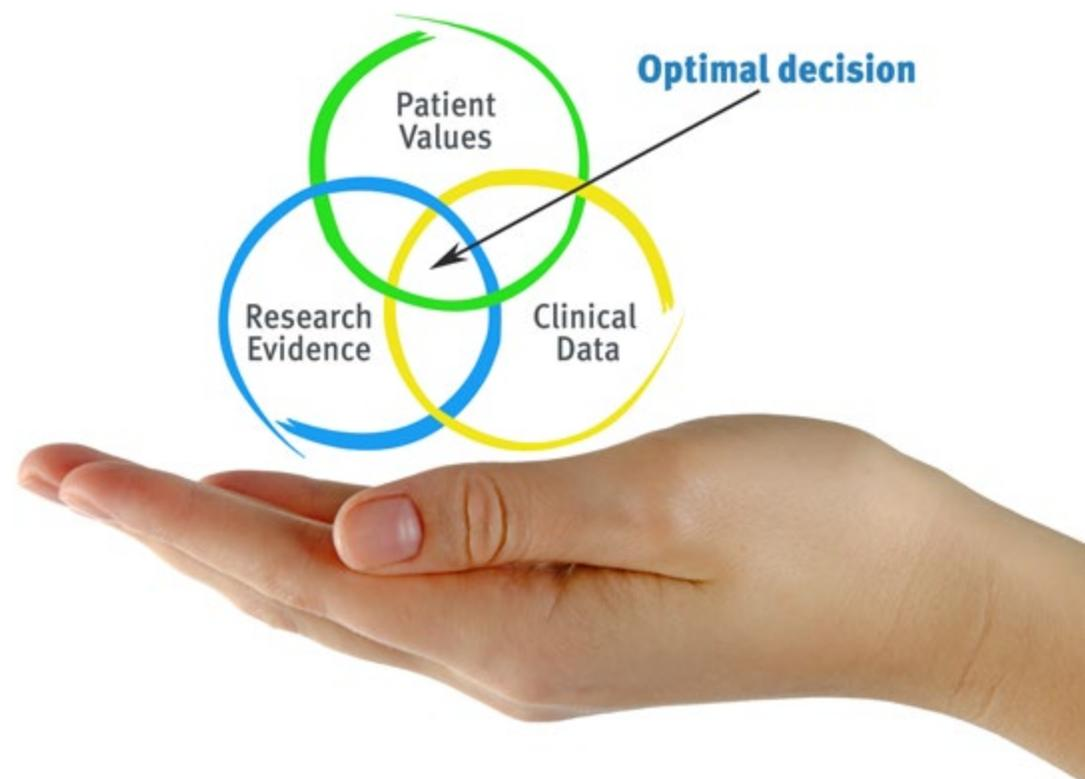 Optimal decision
Patient
Values
Research
Evidence
Clinical
Data